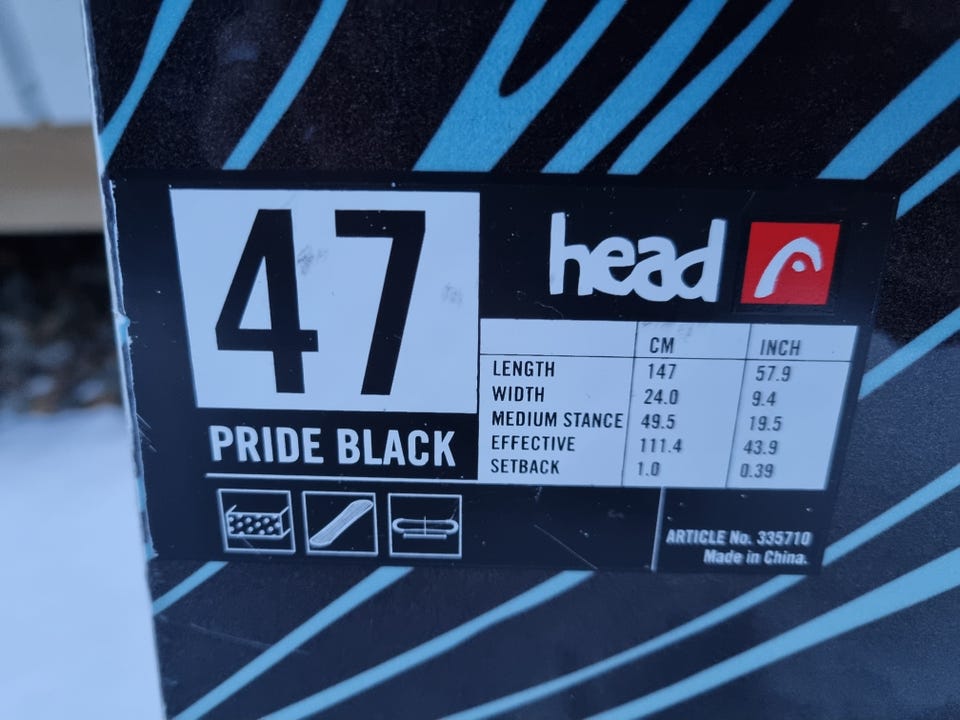 47
PRIDE BLACK
head
CM INCH
LENGTH 147 57.9
WIDTH 24.0 9.4
MEDIUM STANCE 49.5 19.5
EFFECTIVE 111.4 43.9
SETBACK 1.0 0.39
ARTICLE No. 335710
Made in China.